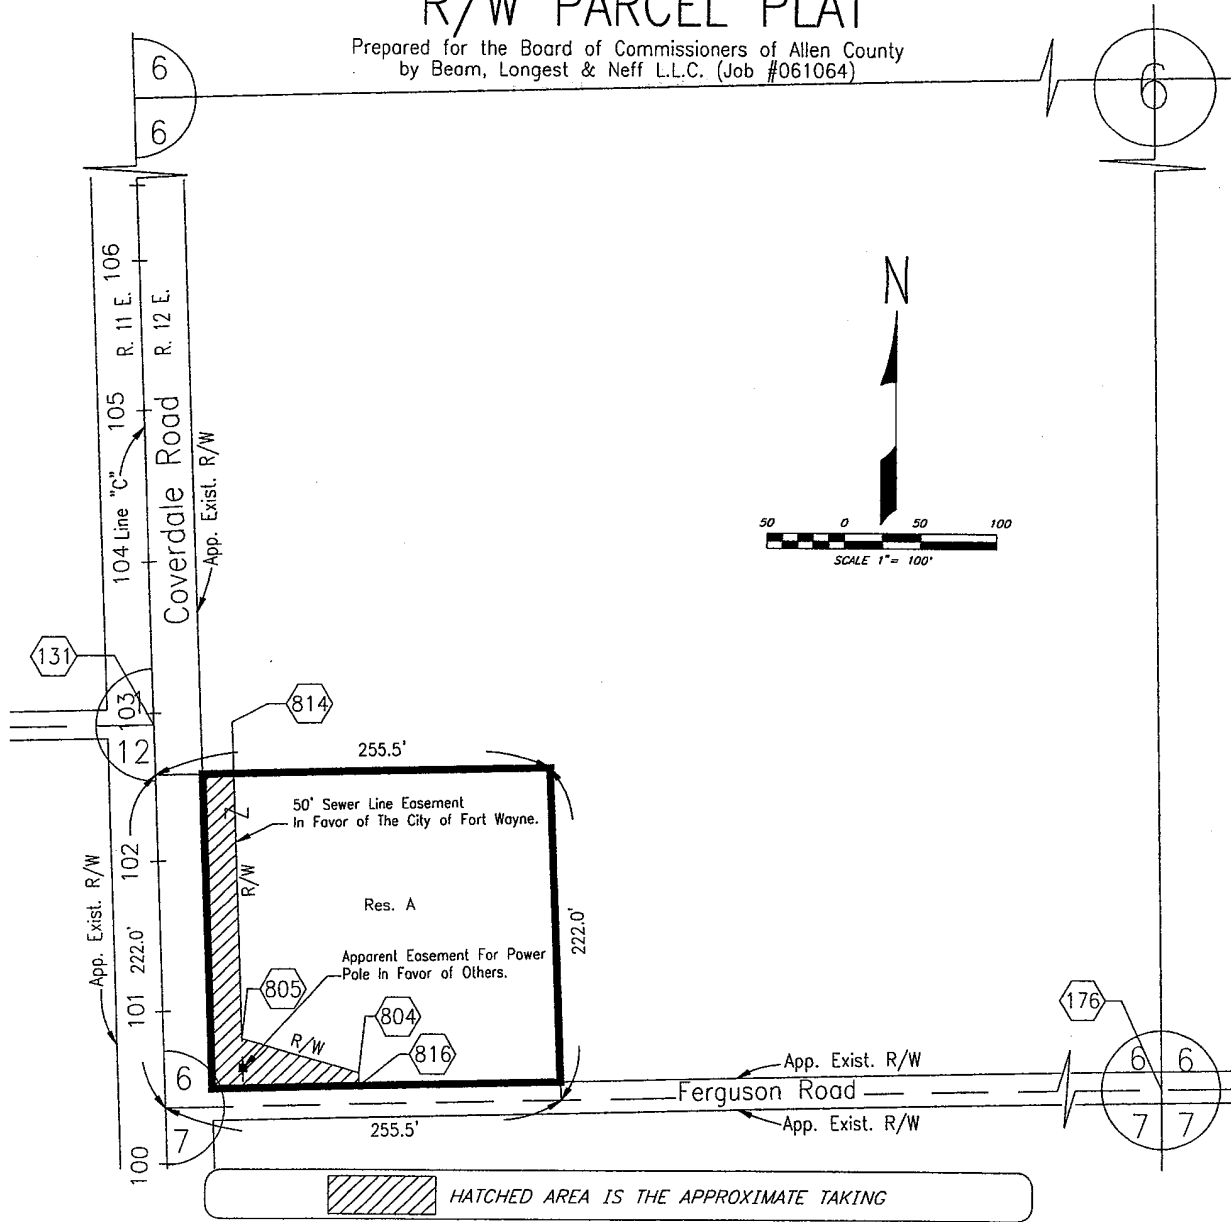 R/W PARCEL PLAT
Prepared for the Board of Commissioners of Allen County
by Beam, Longest & Neff L.L.C. (Job #061064)
6
6
6
106
R. 11 E.
R. 12 E.
N
105
Line "C"
104
Coverdale Road
App. Exist. R/W
50 0 50 100
SCALE 1"= 100'
131
103
1
12
814
255.5'
50' Sewer Line Easement
In Favor of The City of Fort Wayne.
102
R/W
Res. A
App. Exist. R/W
222.0'
222.0'
Apparent Easement For Power
Pole In Favor of Others.
101
805
804
R/W
816
176
6
7
100
App. Exist. R/W
Ferguson Road
App. Exist. R/W
6 6
7 7
255.5'
HATCHED AREA IS THE APPROXIMATE TAKING